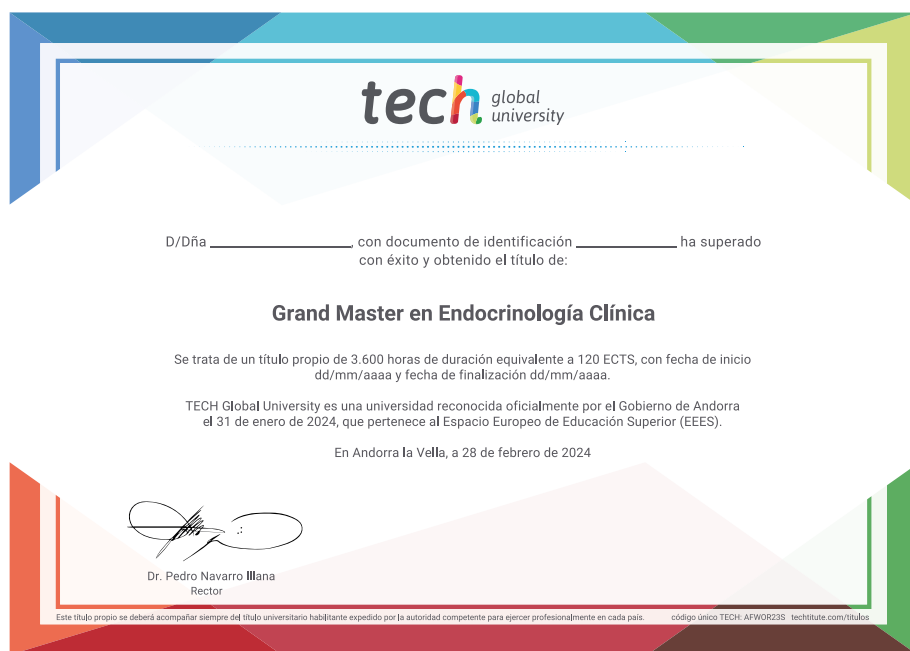 tech global university
D/Dña ____________________, con documento de identificación ______________ ha superado
con éxito y obtenido el título de:
Grand Master en Endocrinología Clínica
Se trata de un título propio de 3.600 horas de duración equivalente a 120 ECTS, con fecha de inicio
dd/mm/aaaa y fecha de finalización dd/mm/aaaa.
TECH Global University es una universidad reconocida oficialmente por el Gobierno de Andorra
el 31 de enero de 2024, que pertenece al Espacio Europeo de Educación Superior (EEES).
En Andorra la Vella, a 28 de febrero de 2024
Dr. Pedro Navarro Illana
Rector
Este título propio se deberá acompañar siempre del título universitario habilitante expedido por la autoridad competente para ejercer profesionalmente en cada país. código único TECH: AFWOR23S techtitute.com/titulos